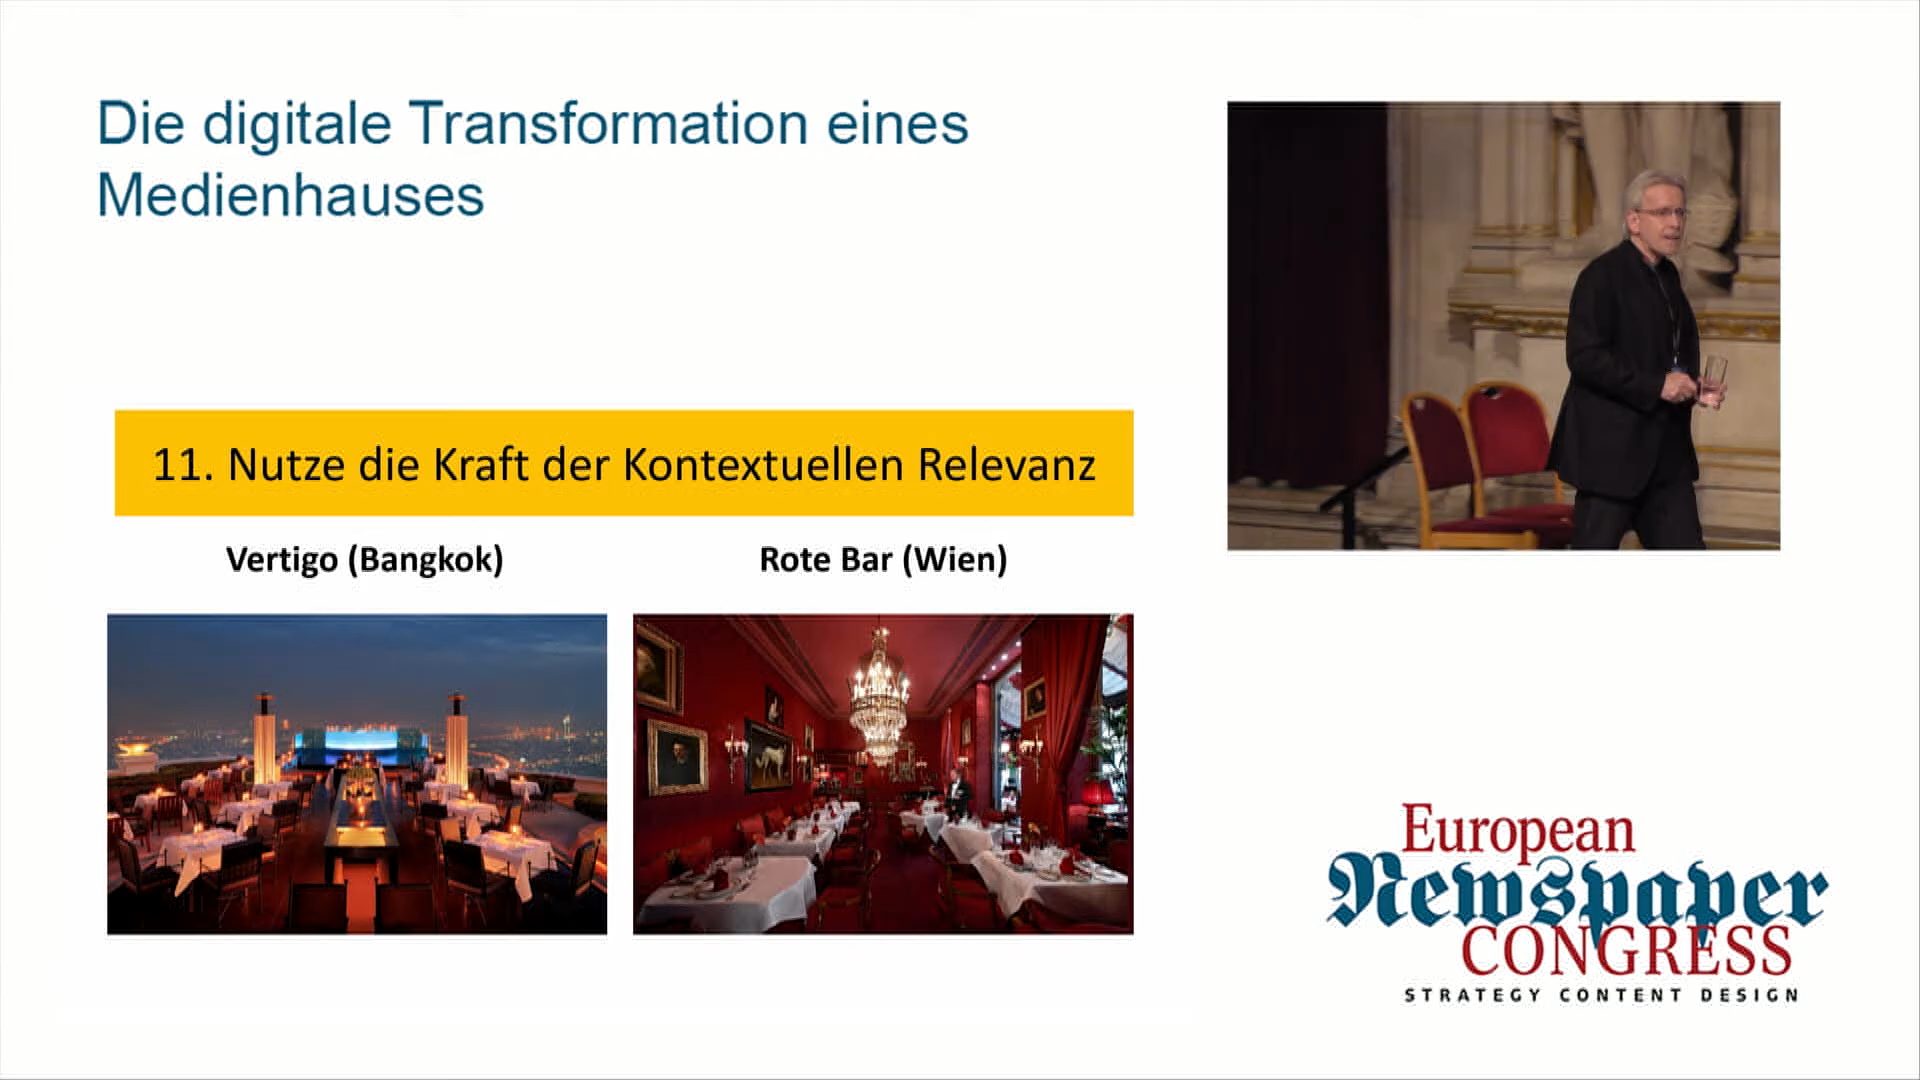 Die digitale Transformation eines
Medienhauses
11. Nutze die Kraft der Kontextuellen Relevanz
Vertigo (Bangkok)
Rote Bar (Wien)
European
Newspaper
CONGRESS
STRATEGY CONTENT DESIGN